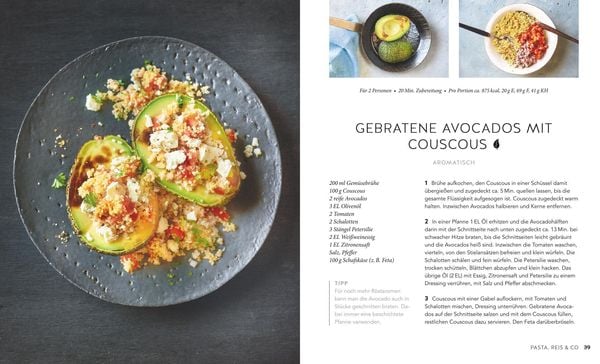 Für 2 Personen • 20 Min. Zubereitung • Pro Portion ca. 875 kcal, 20 g E, 69 g F, 41 g KH
GEBRATENE AVOCADOS MIT
COUSCOUS
AROMATISCH
200 ml Gemüsebrühe
100 g Couscous
2 reife Avocados
3 EL Olivenöl
2 Tomaten
2 Schalotten
3 Stängel Petersilie
2 EL Weißweinessig
1 EL Zitronensaft
Salz, Pfeffer
100 g Schafskäse (z. B. Feta)
TIPP
Für noch mehr Röstaromen
kann man die Avocado auch in
Stücke geschnitten braten. Da-
bei immer eine beschichtete
Pfanne verwenden.
1 Brühe aufkochen, den Couscous in einer Schüssel damit
übergießen und zugedeckt ca. 5 Min. quellen lassen, bis die
gesamte Flüssigkeit aufgesogen ist. Couscous zugedeckt warm
halten. Inzwischen Avocados halbieren und Kerne entfernen.
2 In einer Pfanne 1 EL Öl erhitzen und die Avocadohälften
darin mit der Schnittseite nach unten zugedeckt ca. 13 Min. bei
schwacher Hitze braten, bis die Schnittseiten leicht gebräunt
und die Avocados heiß sind. Inzwischen die Tomaten waschen,
vierteln, von den Stielansätzen befreien und klein würfeln. Die
Schalotten schälen und fein würfeln. Die Petersilie waschen,
trocken schütteln, Blättchen abzupfen und klein hacken. Das
übrige Öl (2 EL) mit Essig, Zitronensaft und Petersilie zu einem
Dressing verrühren, mit Salz und Pfeffer abschmecken.
3 Couscous mit einer Gabel auflockern, mit Tomaten und
Schalotten mischen, Dressing unterrühren. Gebratene Avoca-
dos auf der Schnittseite salzen und mit dem Couscous füllen,
restlichen Couscous dazu servieren. Den Feta darüberbröseln.
PASTA, REIS & CO. 39